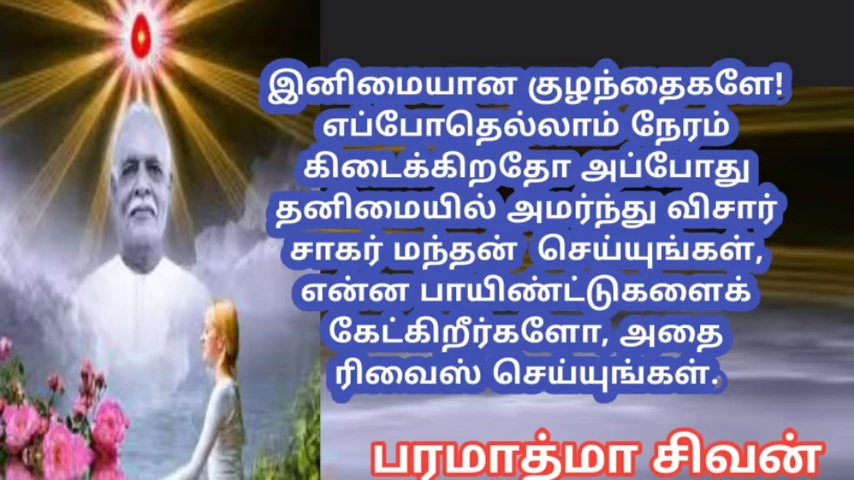 இனிமையான குழந்தைகளே!
எப்போதெல்லாம் நேரம்
கிடைக்கிறதோ அப்போது
தனிமையில் அமர்ந்து விசார்
சாகர் மந்தன் செய்யுங்கள்,
என்ன பாயிண்ட்டுகளைக்
கேட்கிறீர்களோ, அதை
ரிவைஸ் செய்யுங்கள்.
பரமாத்மா சிவன்